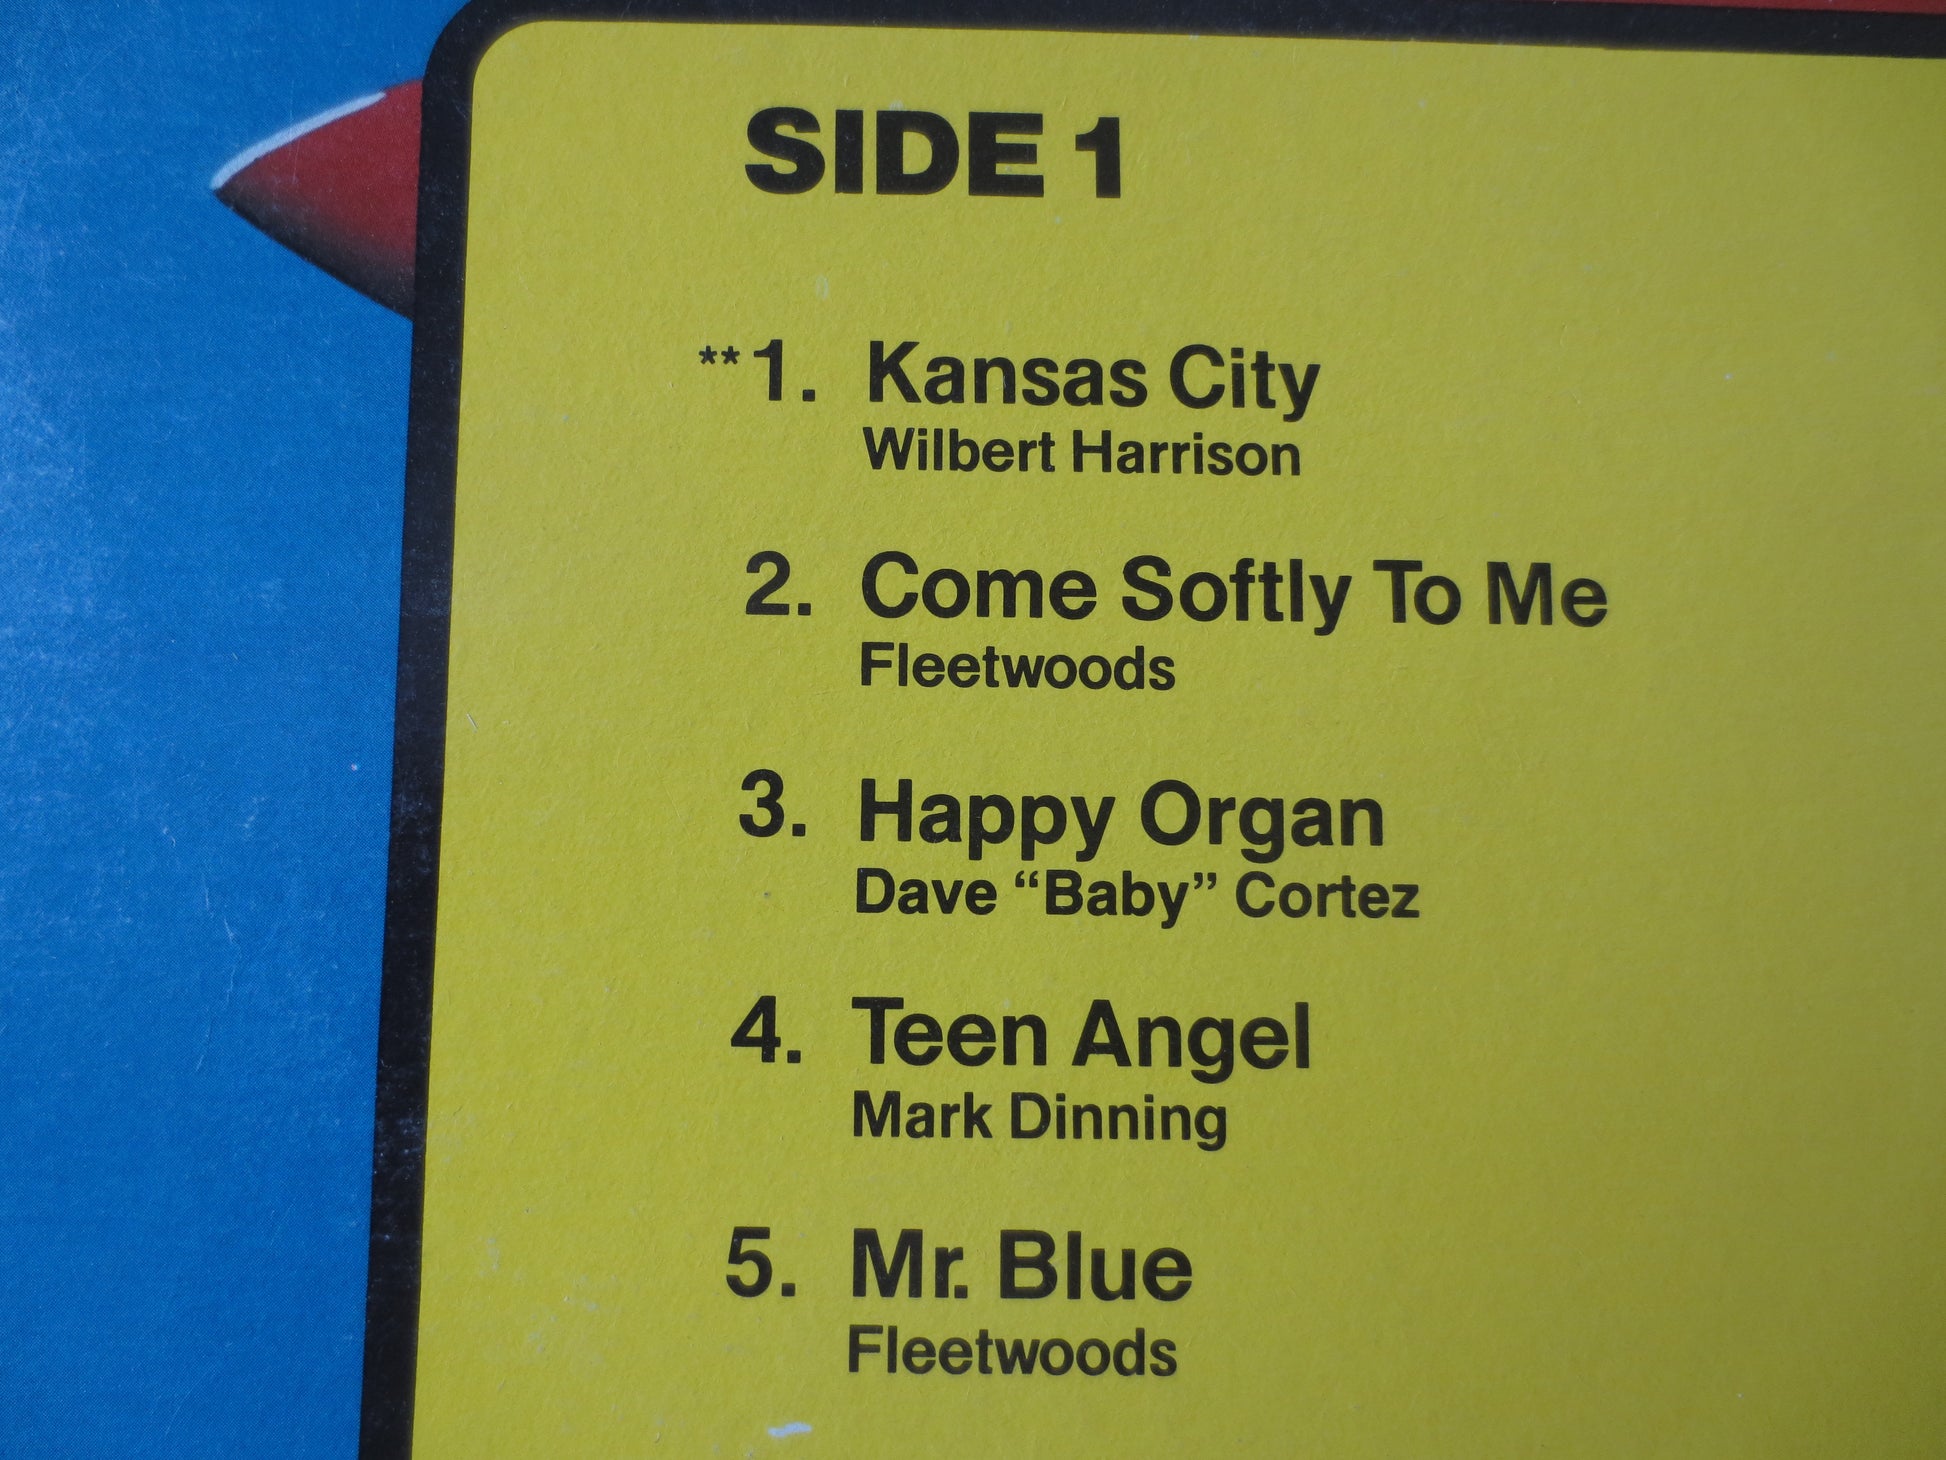 SIDE 1
**1. Kansas City
Wilbert Harrison
2. Come Softly To Me
Fleetwoods
3. Happy Organ
Dave “Baby” Cortez
4. Teen Angel
Mark Dinning
5. Mr. Blue
Fleetwoods